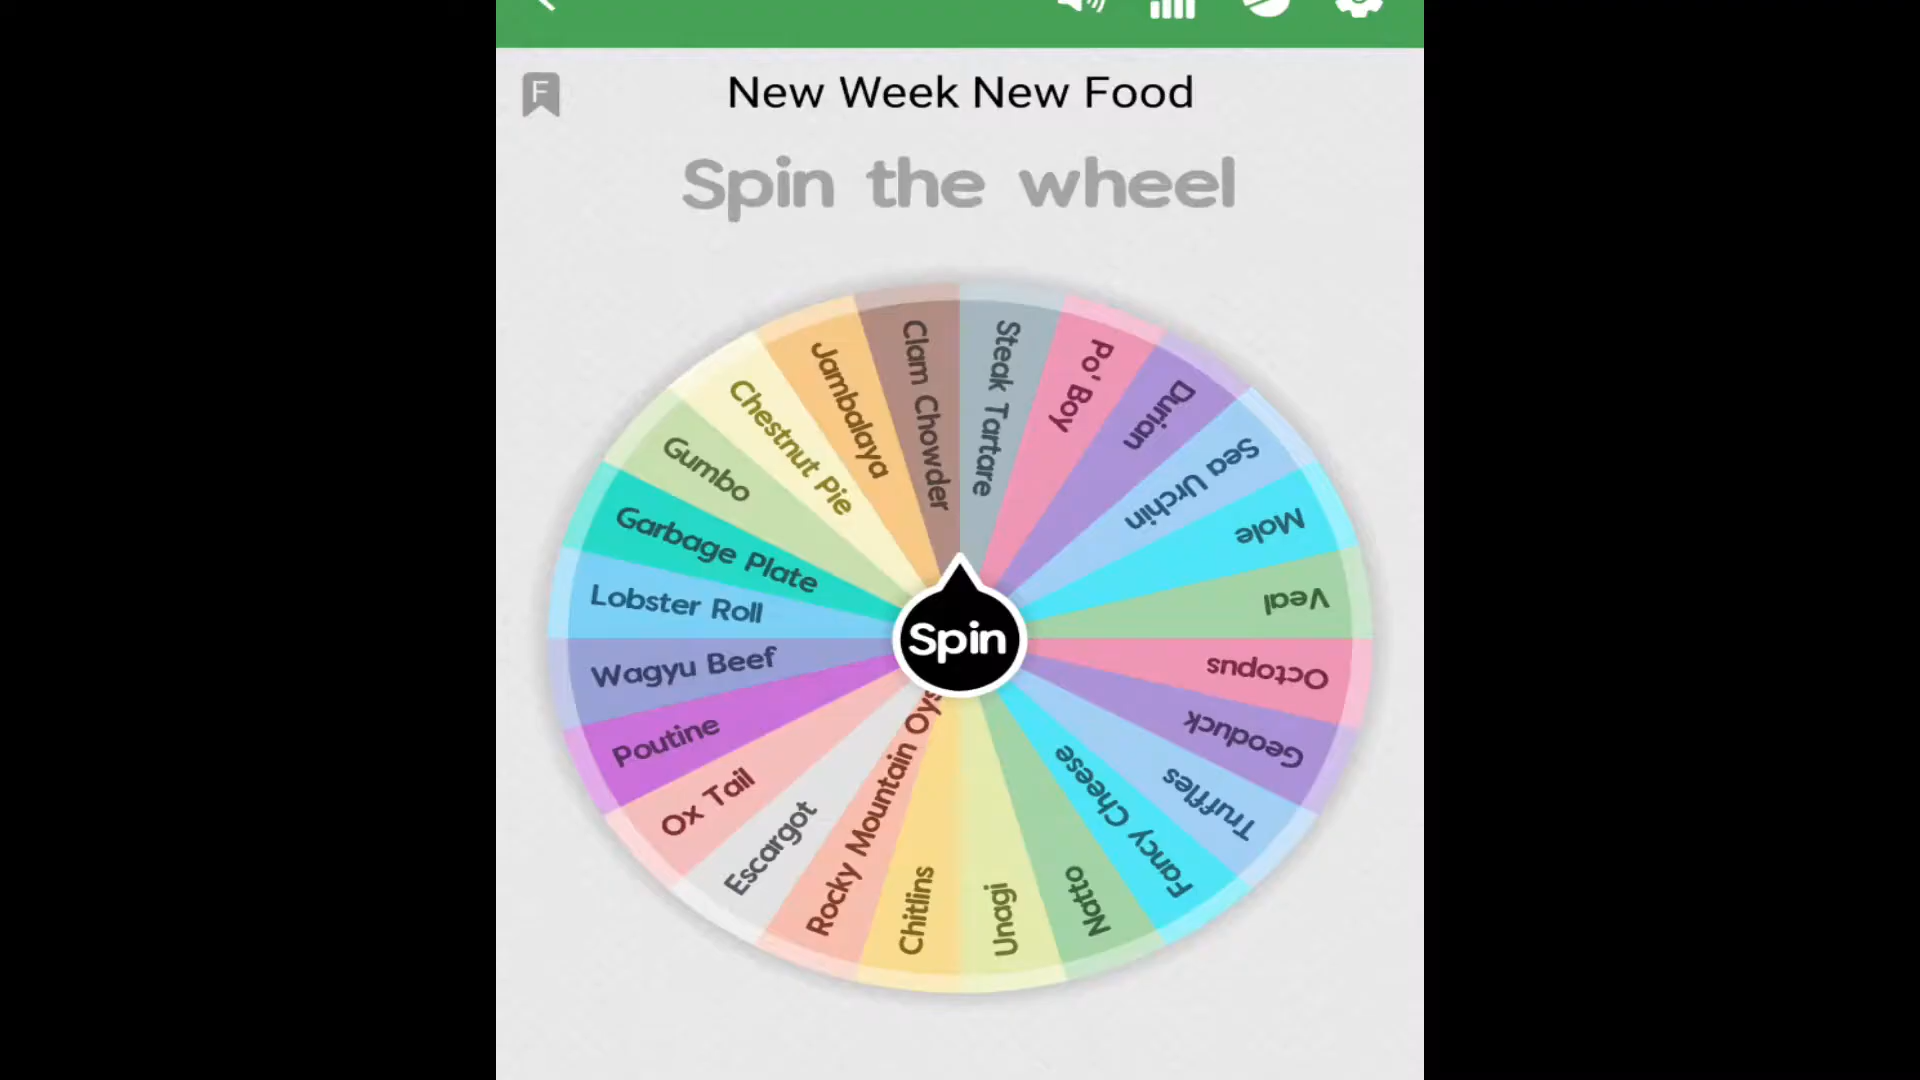 F
New Week New Food
Spin the wheel
Steak Tartare
Po' Boy
Durian
Sea Urchin
Mole
Veal
Octopus
Geoduck
Truffles
Fancy Cheese
Natto
Unagi
Chitlins
Rocky Mountain Oys
Escargot
Ox Tail
Poutine
Wagyu Beef
Lobster Roll
Garbage Plate
Gumbo
Chestnut Pie
Jambalaya
Clam Chowder
Spin